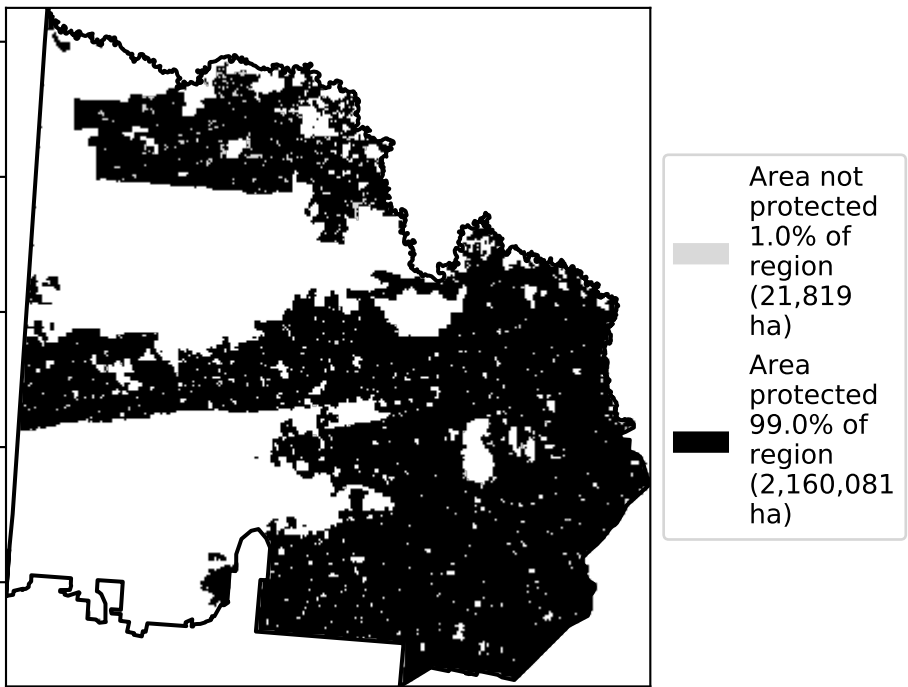 Area not
protected
1.0% of
region
(21,819
ha)
Area
protected
99.0% of
region
(2,160,081
ha)